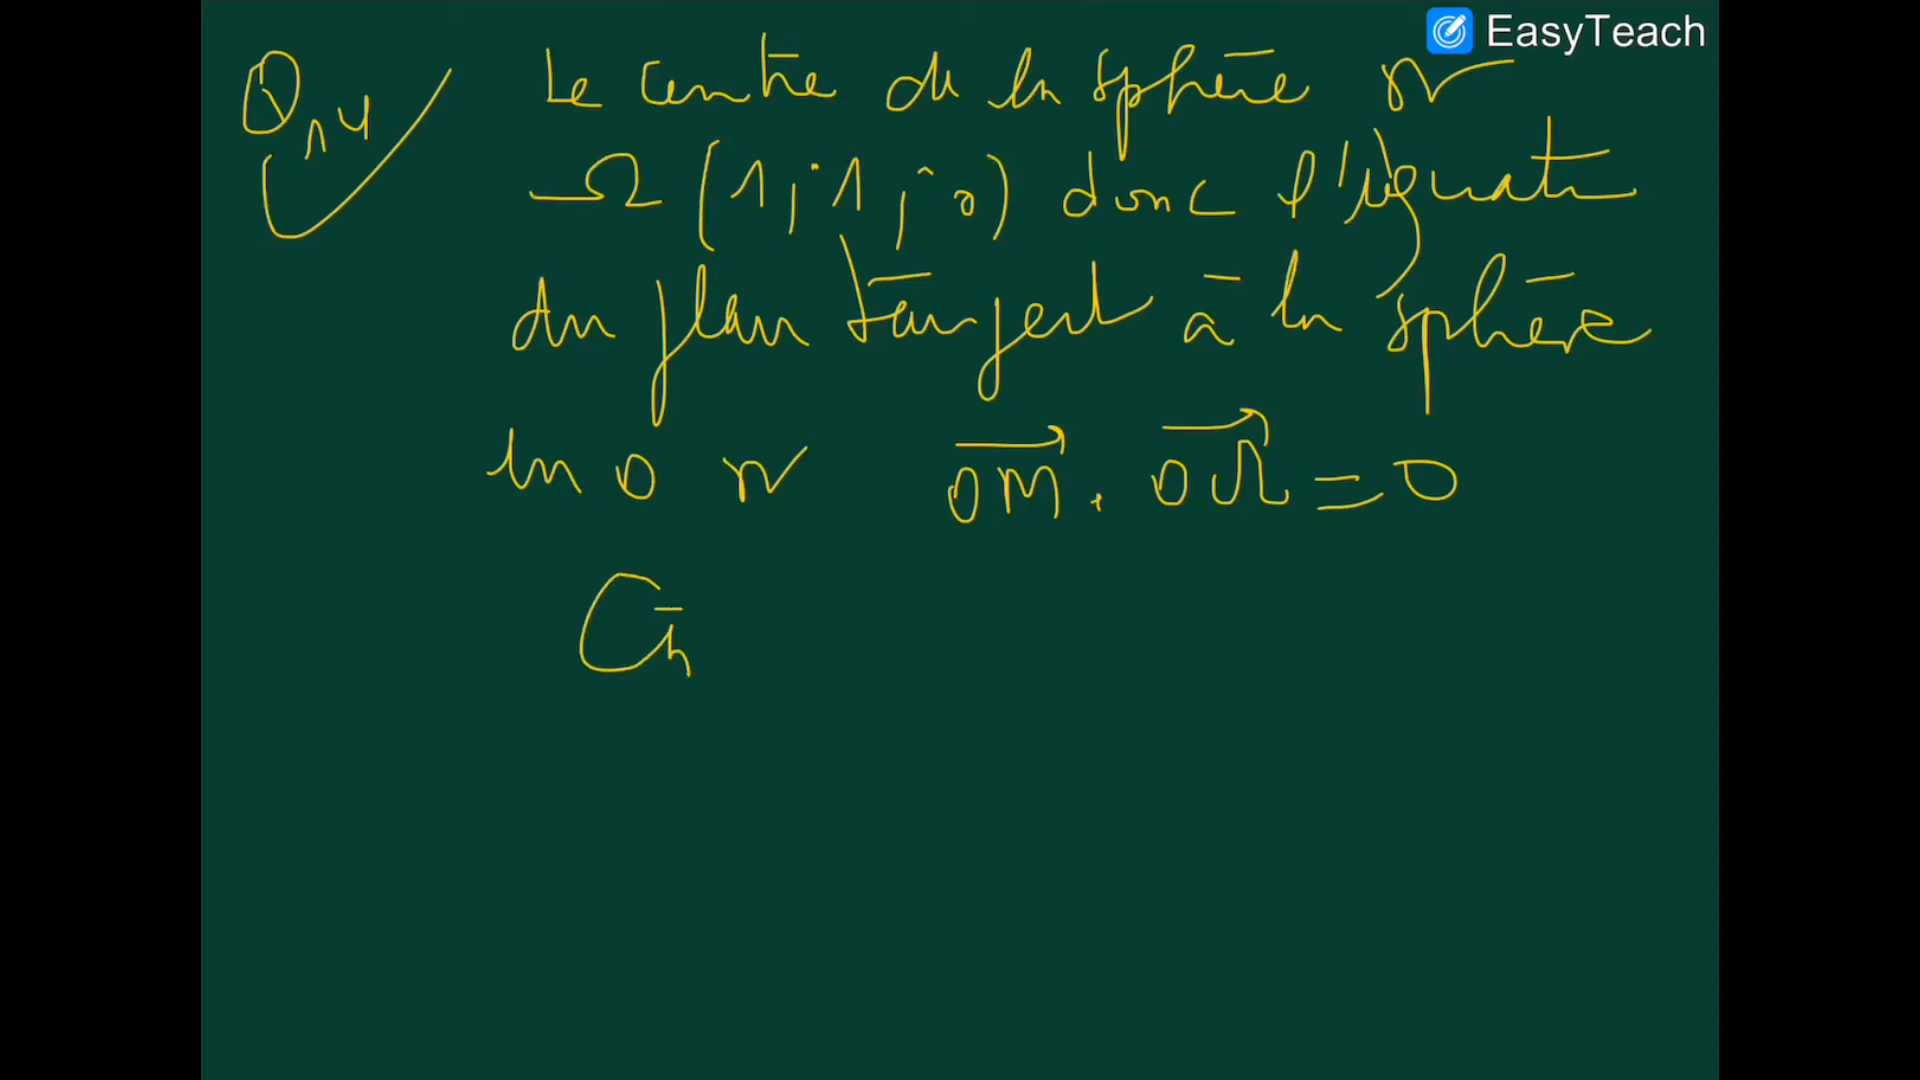 EasyTeach
Q14 Le centre de la sphère est
Ω (1 ; 1 ; 0) donc l'équat
du plan tangent à la sphère
en O est OM . OΩ = 0